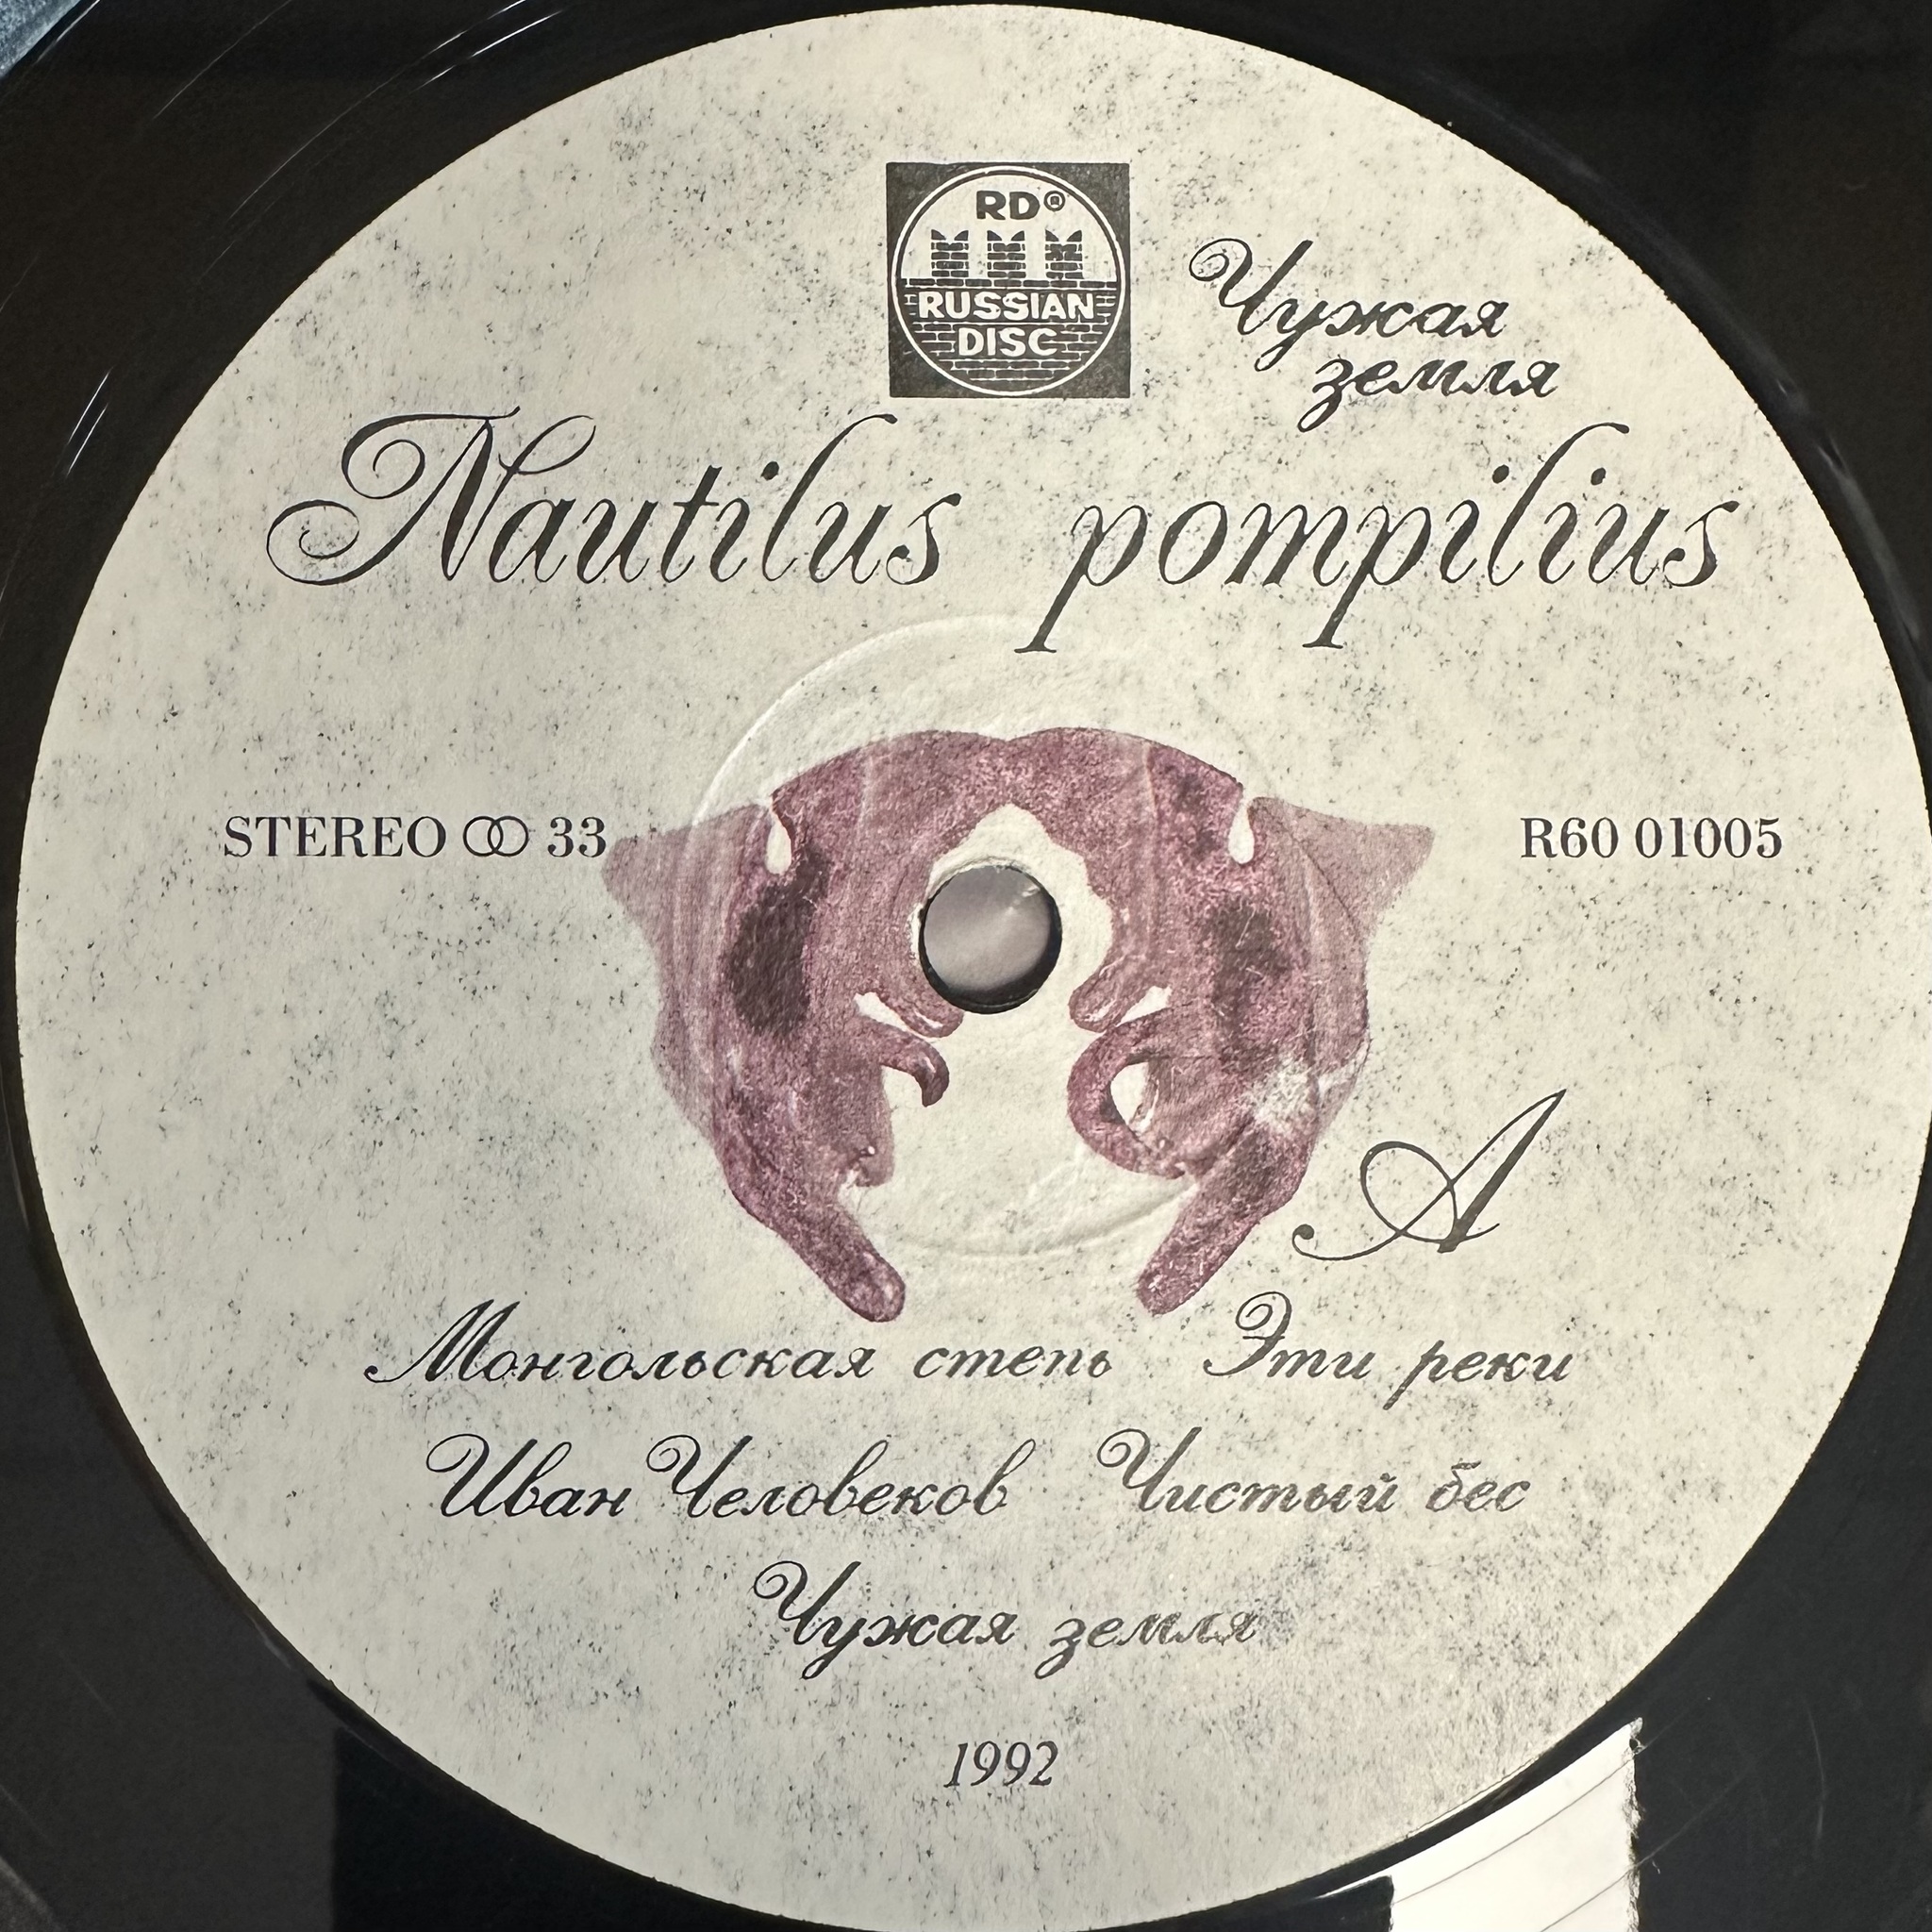 RD®
RUSSIAN
DISC
Чужая
земля
Nautilus pompilius
STEREO ꝏ 33
R60 01005
A
Монгольская степь Эти реки
Иван Человеков Чистый бес
Чужая земля
1992